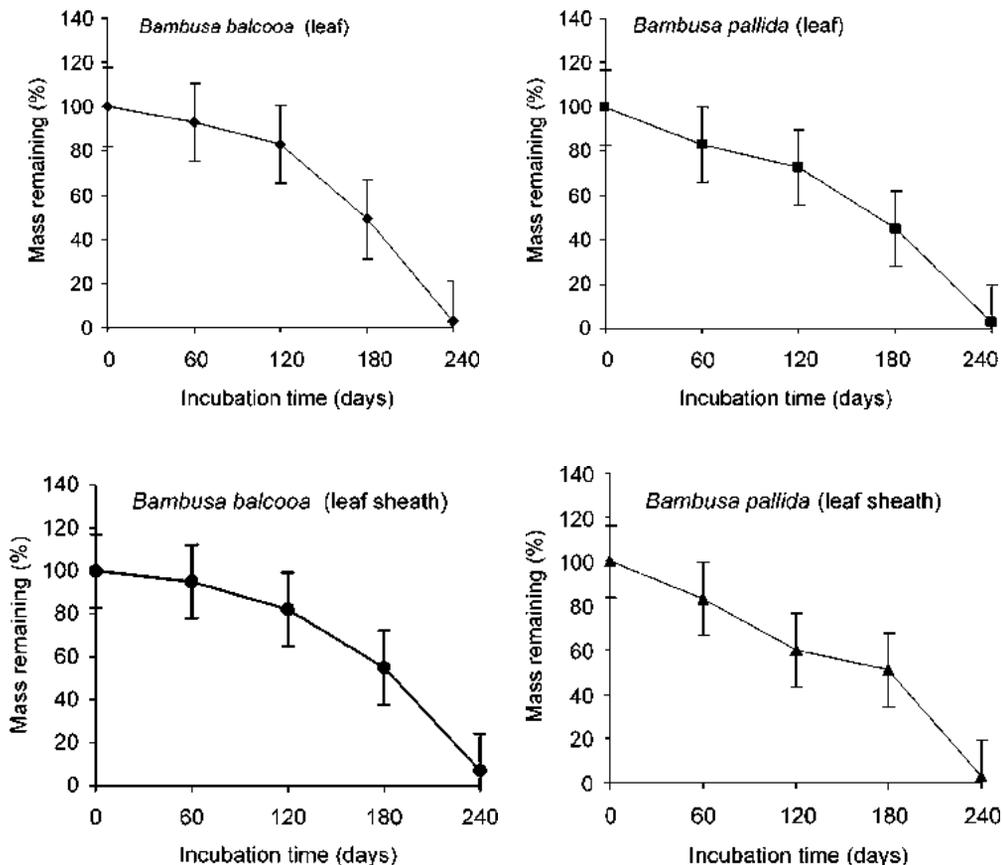 Bambusa balcooa (leaf)
140
120
100
80
60
40
20
0
Mass remaining (%)
0 60 120 180 240
Incubation time (days)
Bambusa pallida (leaf)
140
120
100
80
60
40
20
0
Mass remaining (%)
0 60 120 180 240
Incubation time (days)
Bambusa balcooa (leaf sheath)
140
120
100
80
60
40
20
0
Mass remaining (%)
0 60 120 180 240
Incubation time (days)
Bambusa pallida (leaf sheath)
140
120
100
80
60
40
20
0
Mass remaining (%)
0 60 120 180 240
Incubation time (days)